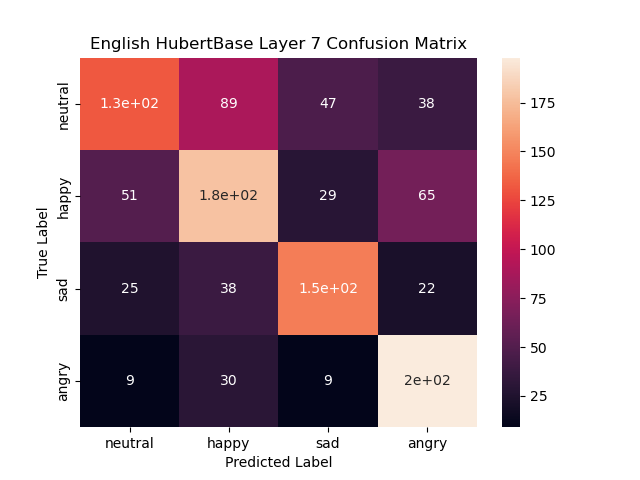 English HubertBase Layer 7 Confusion Matrix
True Label
neutral 1.3e+02 89 47 38
happy 51 1.8e+02 29 65
sad 25 38 1.5e+02 22
angry 9 30 9 2e+02
neutral happy sad angry
Predicted Label
175
150
125
100
75
50
25